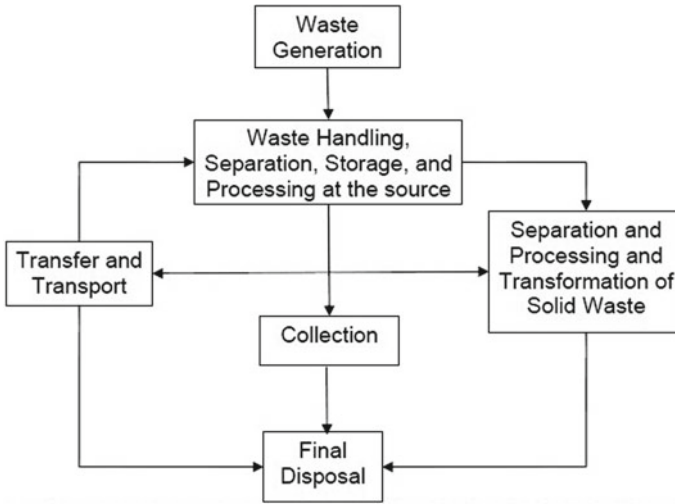 Waste
Generation
Waste Handling,
Separation, Storage, and
Processing at the source
Transfer and
Transport
Separation and
Processing and
Transformation of
Solid Waste
Collection
Final
Disposal